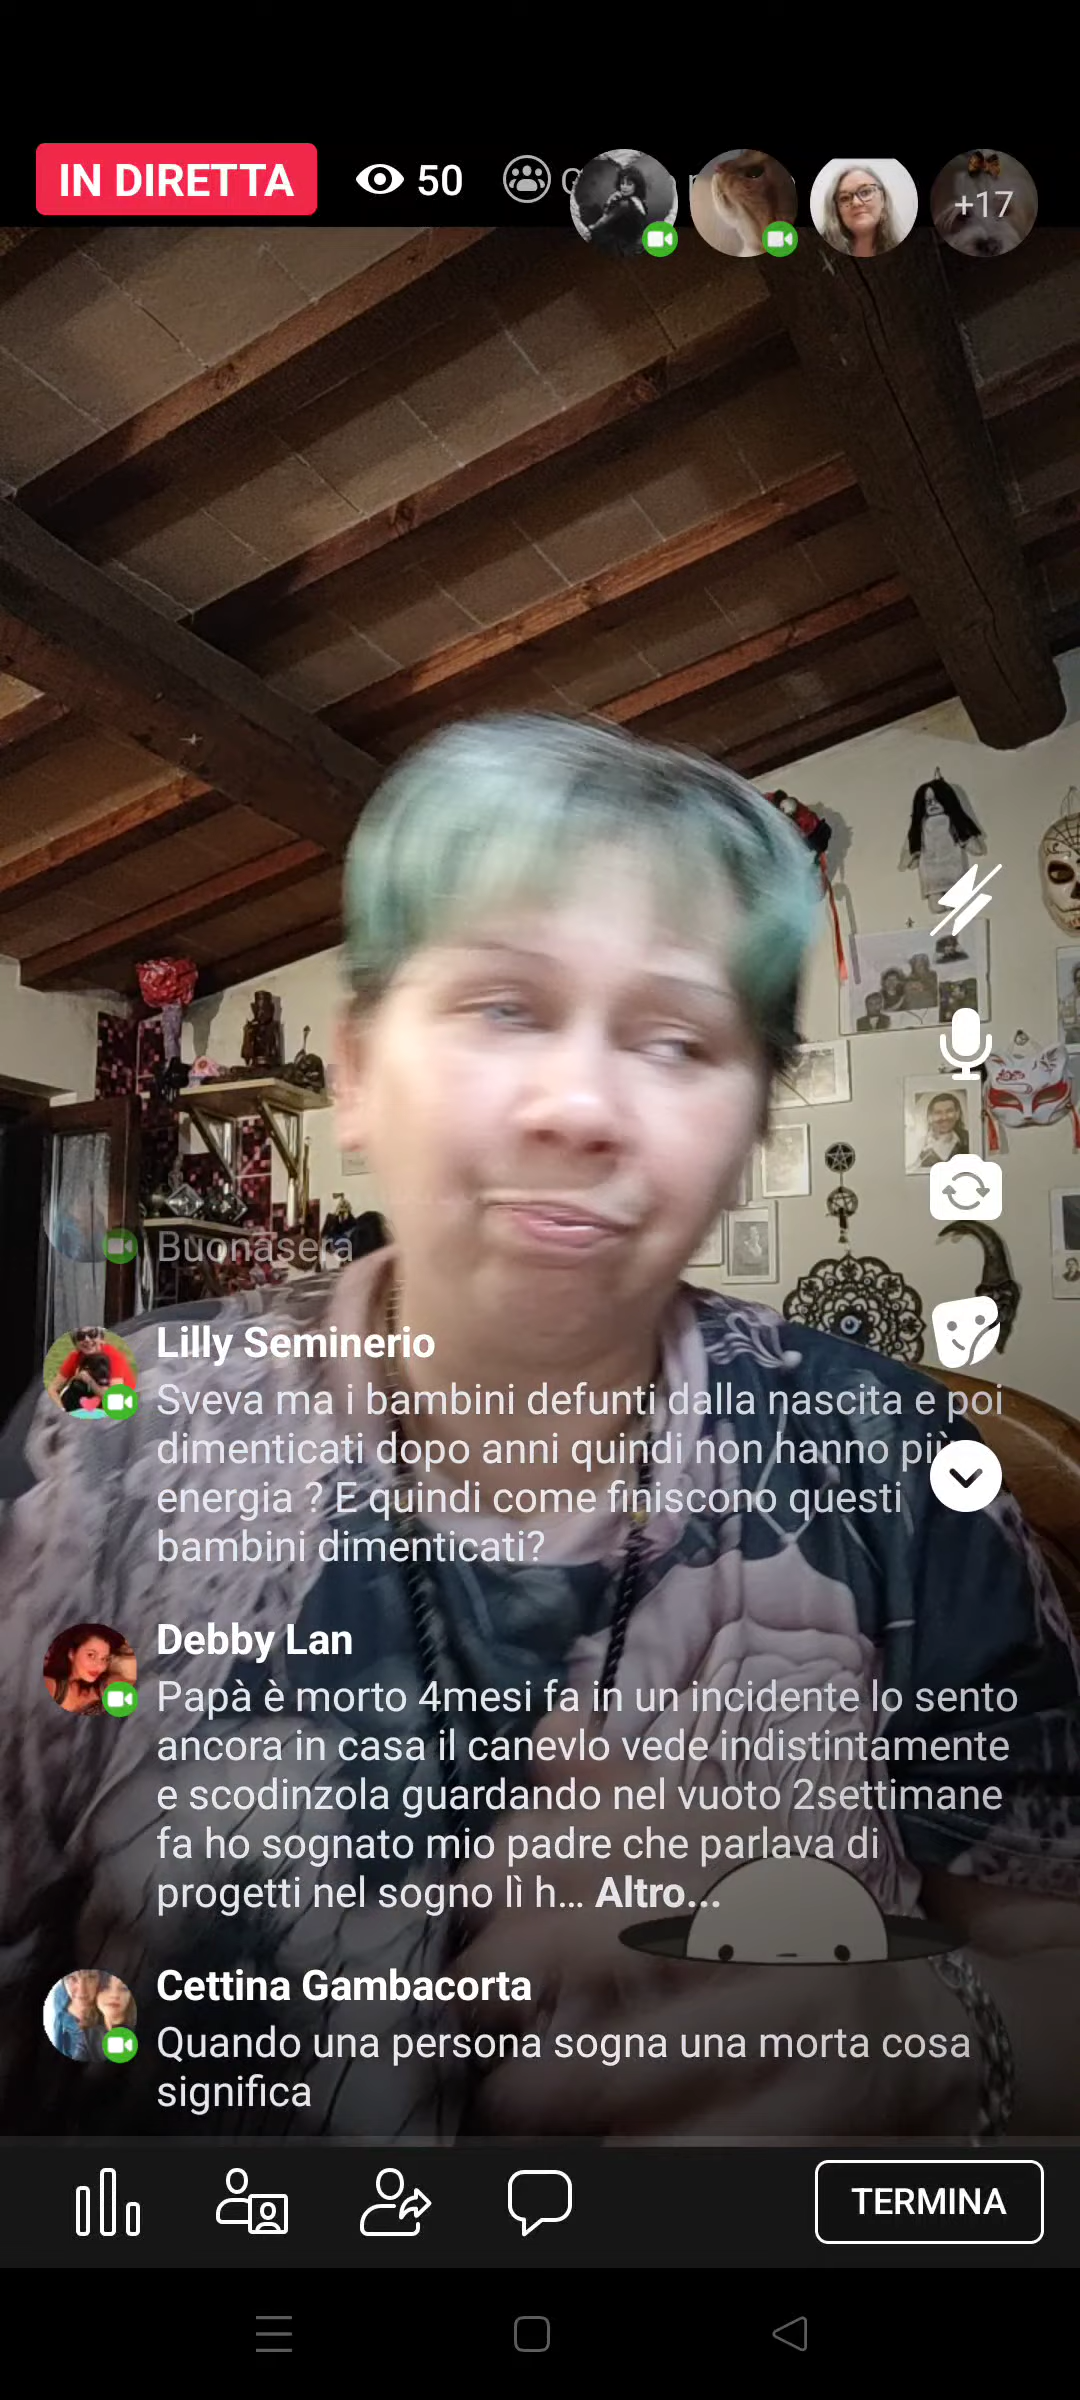 IN DIRETTA
50
+17
Buonasera
Lilly Seminerio
Sveva ma i bambini defunti dalla nascita e poi
dimenticati dopo anni quindi non hanno più
energia ? E quindi come finiscono questi
bambini dimenticati?
Debby Lan
Papà è morto 4mesi fa in un incidente lo sento
ancora in casa il canevlo vede indistintamente
e scodinzola guardando nel vuoto 2settimane
fa ho sognato mio padre che parlava di
progetti nel sogno lì h... Altro...
Cettina Gambacorta
Quando una persona sogna una morta cosa
significa
TERMINA